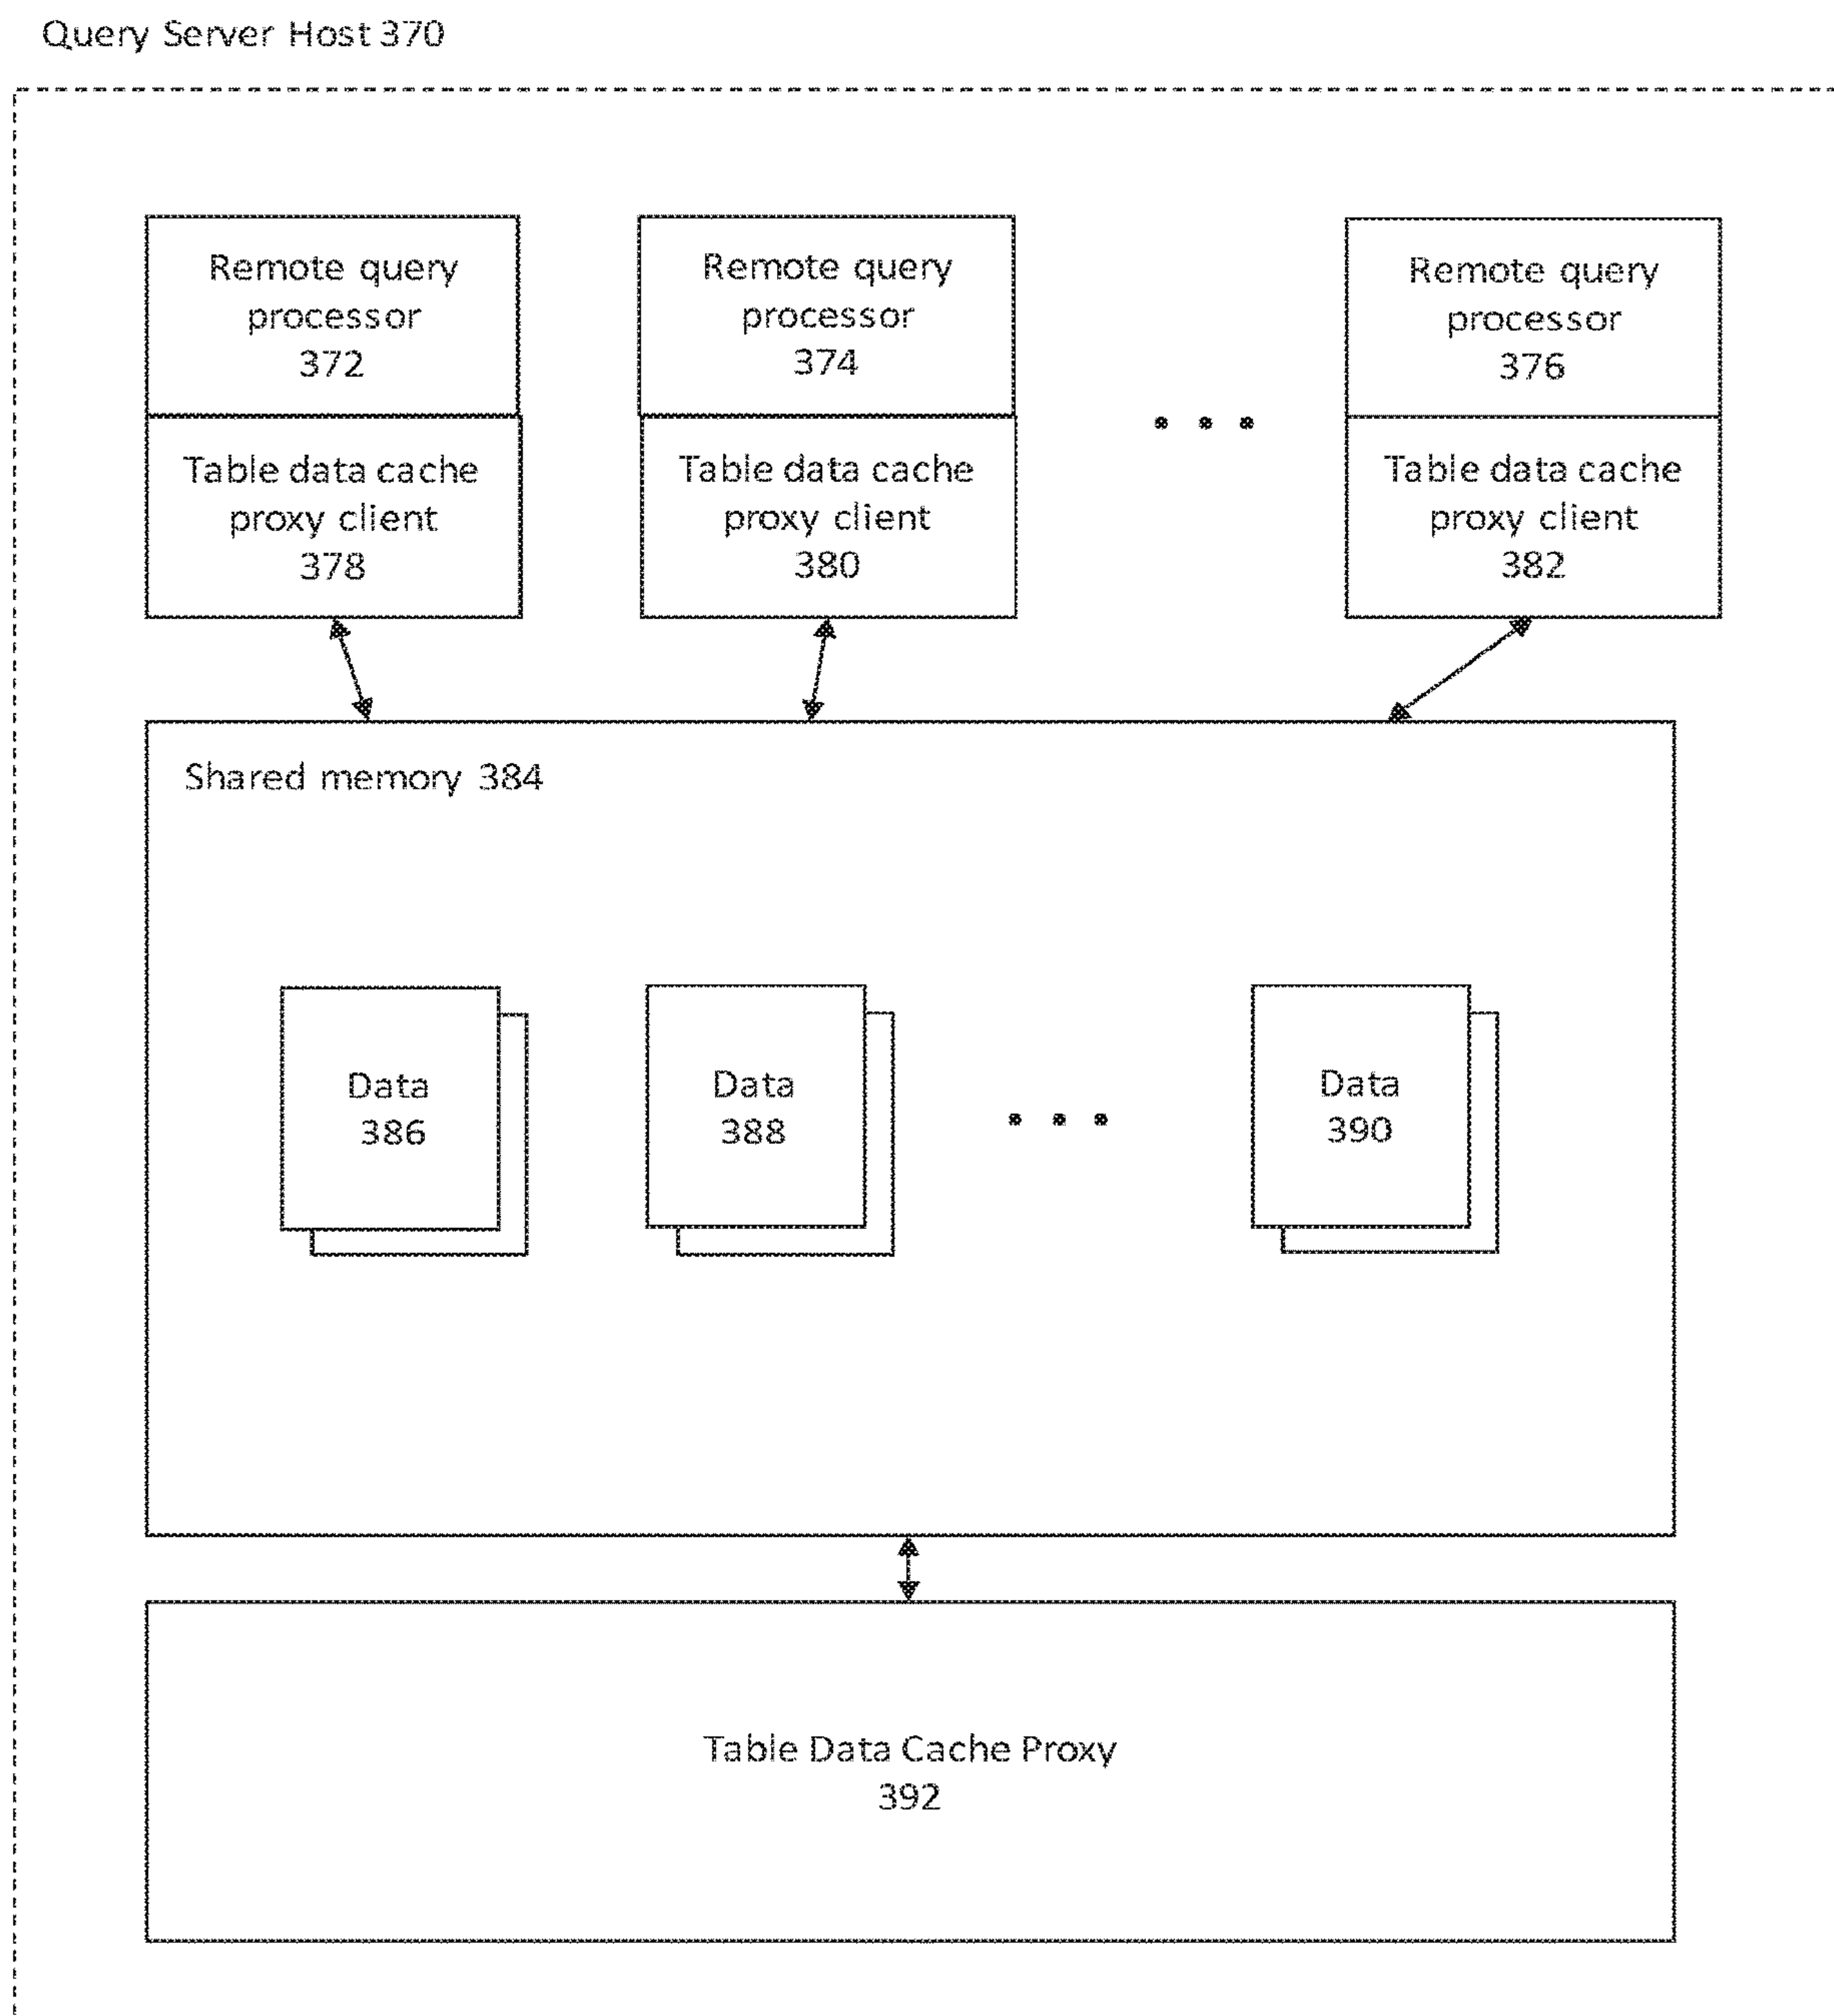 Query Server Host 370
Remote query
processor
372
Table data cache
proxy client
378
Remote query
processor
374
Table data cache
proxy client
380
. . .
Remote query
processor
376
Table data cache
proxy client
382
Shared memory 384
Data
386
Data
388
. . .
Data
390
Table Data Cache Proxy
392